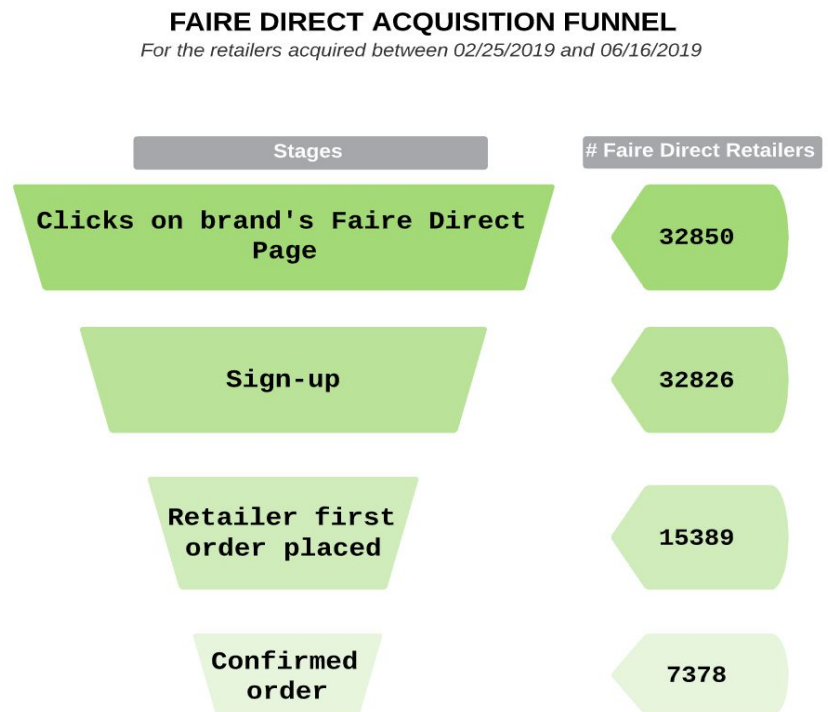 FAIRE DIRECT ACQUISITION FUNNEL
For the retailers acquired between 02/25/2019 and 06/16/2019
Stages
# Faire Direct Retailers
Clicks on brand's Faire Direct
Page
32850
Sign-up
32826
Retailer first
order placed
15389
Confirmed
order
7378